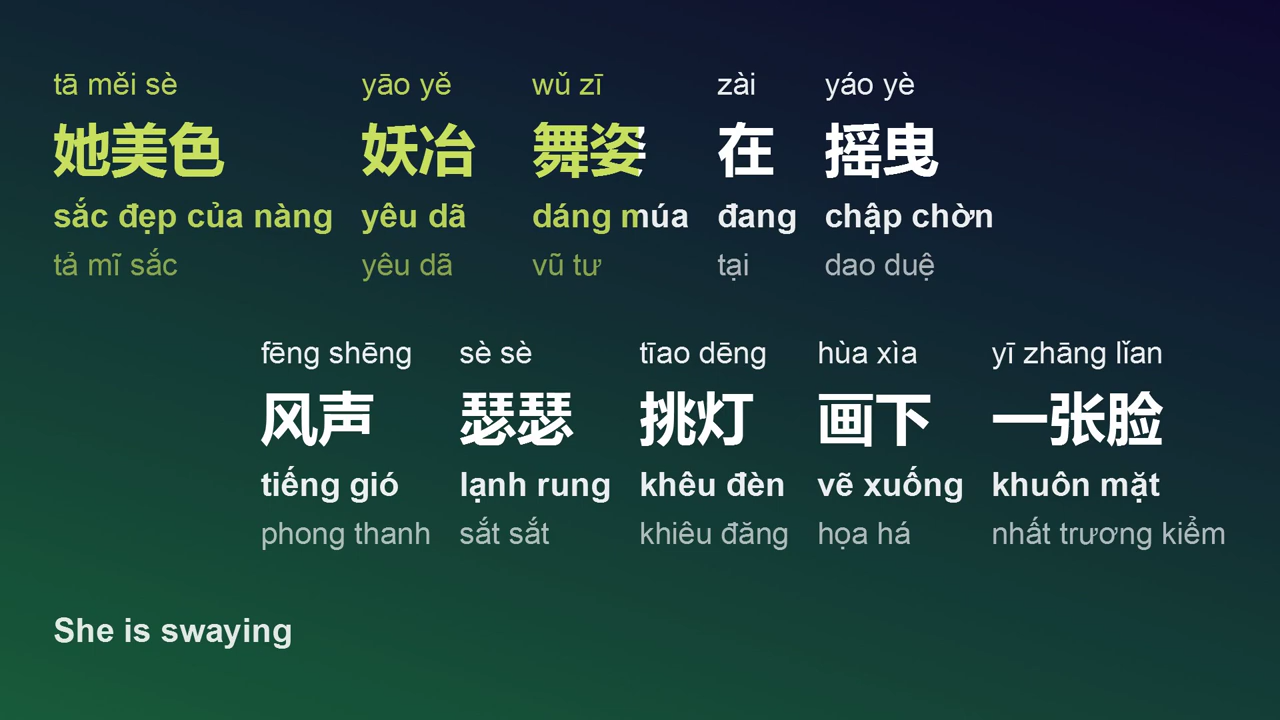 tā měi sè yāo yě wǔ zī zài yáo yè
她美色 妖冶 舞姿 在 摇曳
sắc đẹp của nàng yêu dã dáng múa đang chập chờn
tả mĩ sắc yêu dã vũ tư tại dao duệ
fēng shēng sè sè tīao dēng hùa xìa yī zhāng lǐan
风声 瑟瑟 挑灯 画下 一张脸
tiếng gió lạnh rung khêu đèn vẽ xuống khuôn mặt
phong thanh sắt sắt khiêu đăng họa há nhất trương kiểm
She is swaying